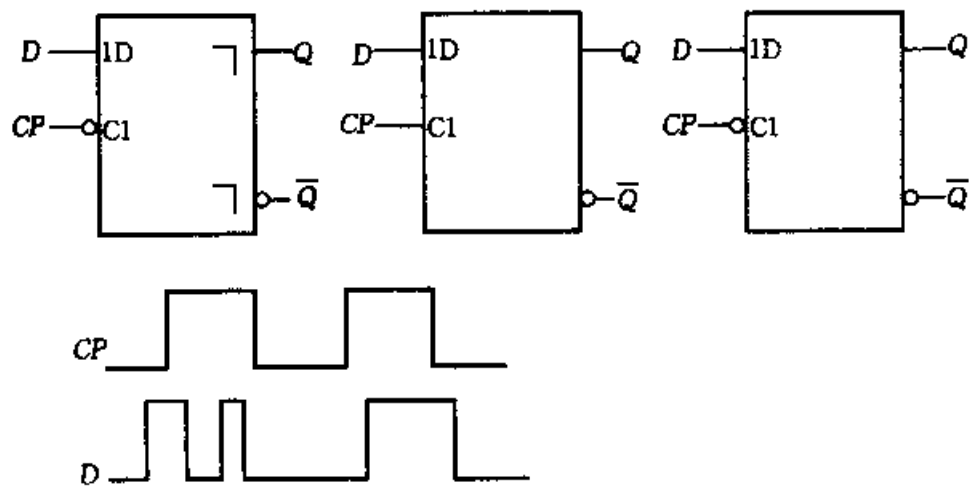 D 1D Q D 1D Q D 1D Q
CP C1 CP C1 CP C1
Q̅ Q̅ Q̅
CP
D